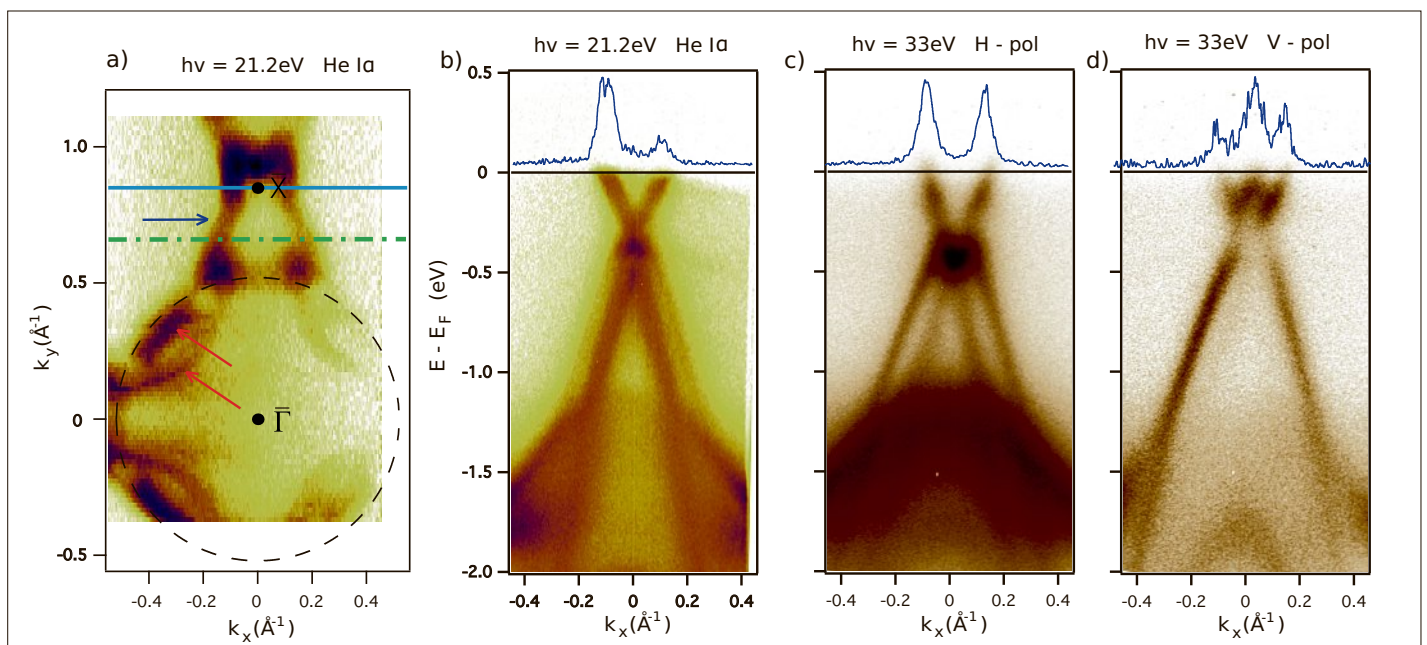 a) hν = 21.2eV He Iα
b) hν = 21.2eV He Iα
c) hν = 33eV H - pol
d) hν = 33eV V - pol
1.0
0.5
0
-0.5
k_y(Å⁻¹)
X̅
Γ̅
-0.4 -0.2 0 0.2 0.4
k_x(Å⁻¹)
0.5
0
-0.5
-1.0
-1.5
-2.0
E - E_F (eV)
-0.4 -0.2 0 0.2 0.4
k_x(Å⁻¹)
-0.4 -0.2 0 0.2 0.4
k_x(Å⁻¹)
-0.4 -0.2 0 0.2 0.4
k_x(Å⁻¹)